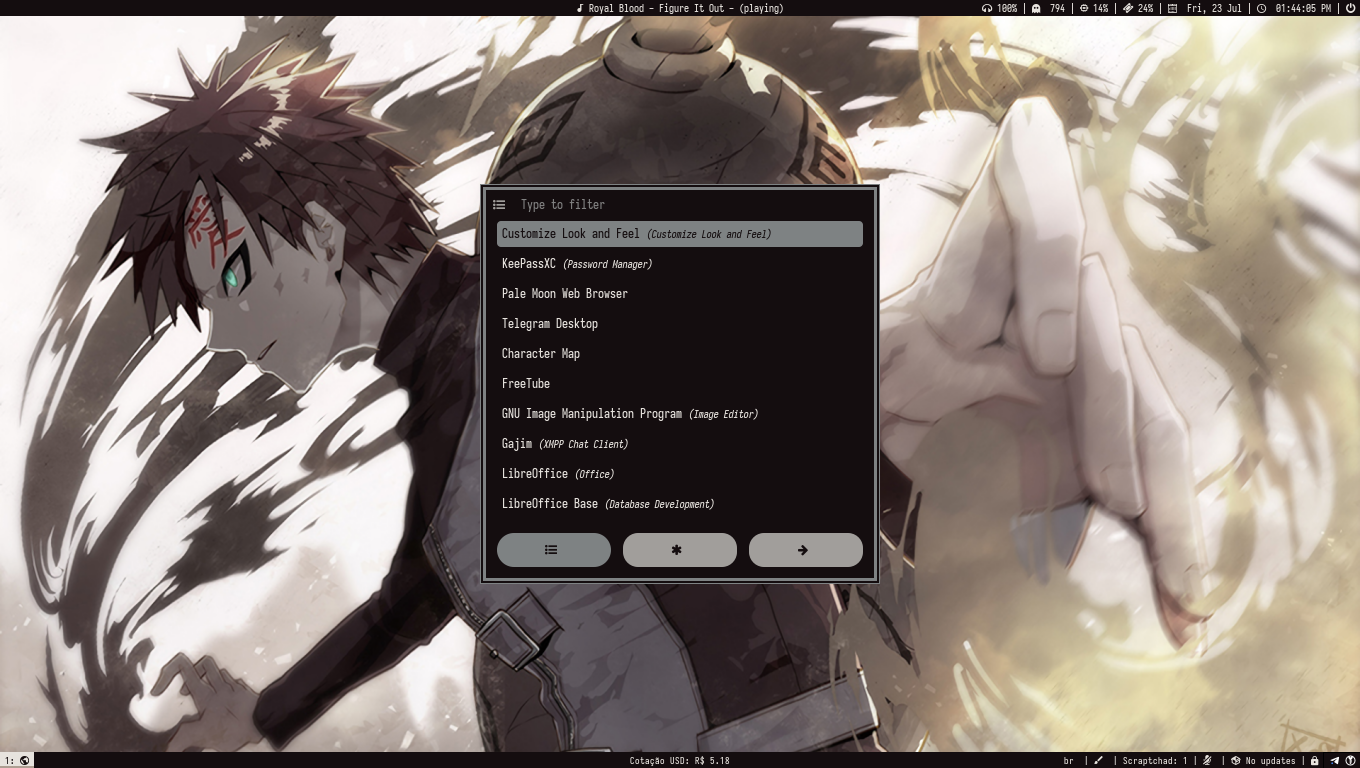 Royal Blood - Figure It Out - (playing)
100% | 794 | 14% | 24% | Fri, 23 Jul | 01:44:05 PM |
Type to filter
Customize Look and Feel (Customize Look and Feel)
KeePassXC (Password Manager)
Pale Moon Web Browser
Telegram Desktop
Character Map
FreeTube
GNU Image Manipulation Program (Image Editor)
Gajim (XMPP Chat Client)
LibreOffice (Office)
LibreOffice Base (Database Development)
1:
Cotação USD: R$ 5.18
br | | Scraptchad: 1 | | No updates | |